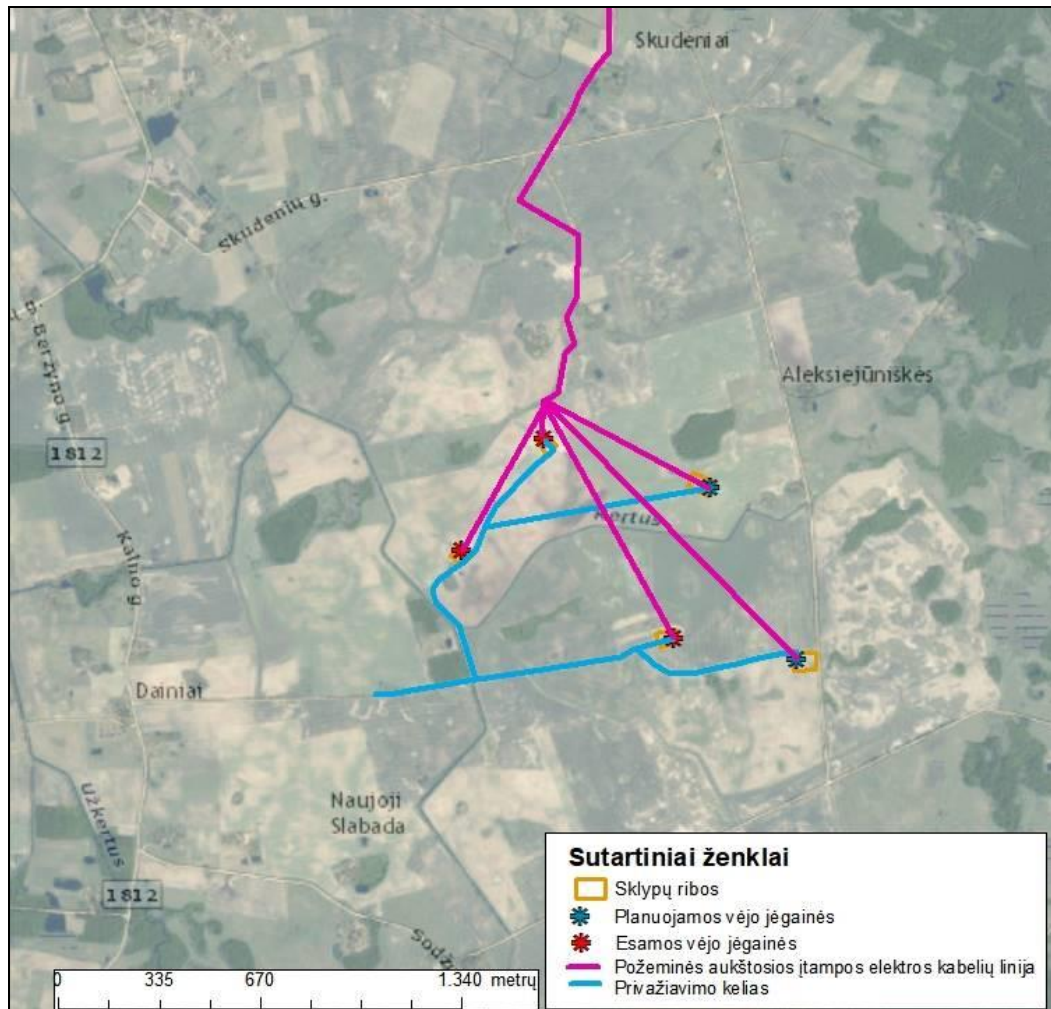 Skudeniai
Skudenių g.
S. Beržyno g.
Aleksiejūniškės
1812
Kertus
Kalno g
Dainiai
Naujoji
Slabada
Užkertus
1812
Sodž
Sutartiniai ženklai
Sklypų ribos
Planuojamos vėjo jėgainės
Esamos vėjo jėgainės
Požeminės aukštosios įtampos elektros kabelių linija
Privažiavimo kelias
0 335 670 1.340 metrų